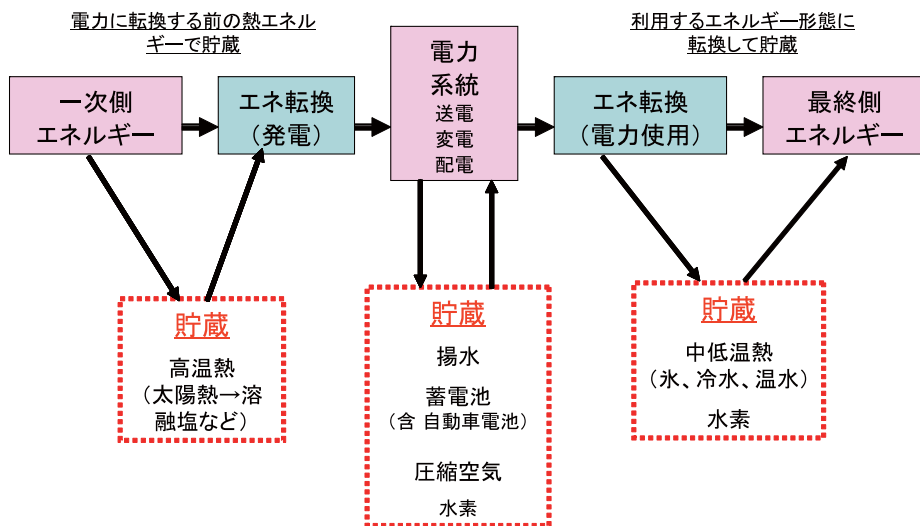 電力に転換する前の熱エネル
ギーで貯蔵
利用するエネルギー形態に
転換して貯蔵
一次側
エネルギー
エネ転換
（発電）
電力
系統
送電
変電
配電
エネ転換
（電力使用）
最終側
エネルギー
貯蔵
高温熱
（太陽熱→溶
融塩など）
貯蔵
揚水
蓄電池
（含 自動車電池）
圧縮空気
水素
貯蔵
中低温熱
（氷、冷水、温水）
水素